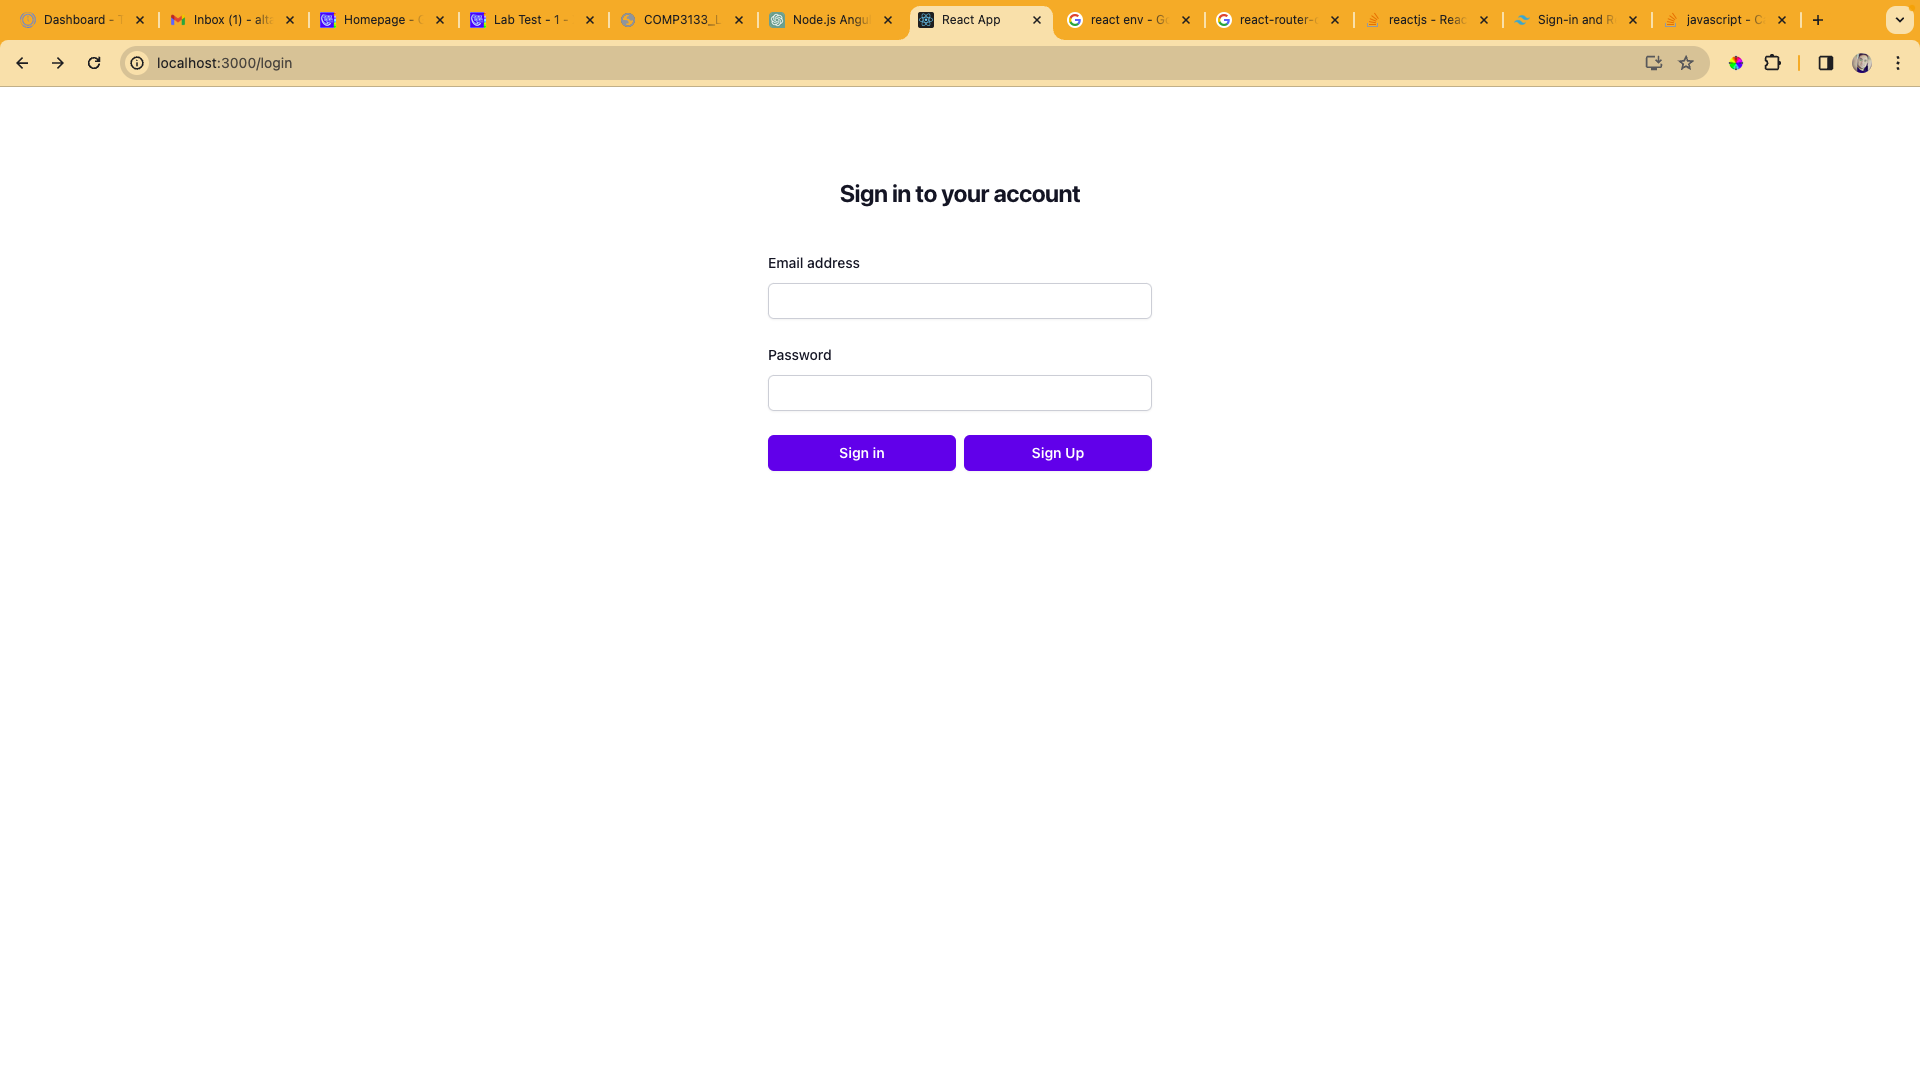 Dashboard - Inbox (1) - Homepage - Lab Test - 1 - COMP3133_L Node.js Angu React App react env - react-router- reactjs - Reac Sign-in and javascript -
localhost:3000/login
Sign in to your account
Email address
Password
Sign in Sign Up